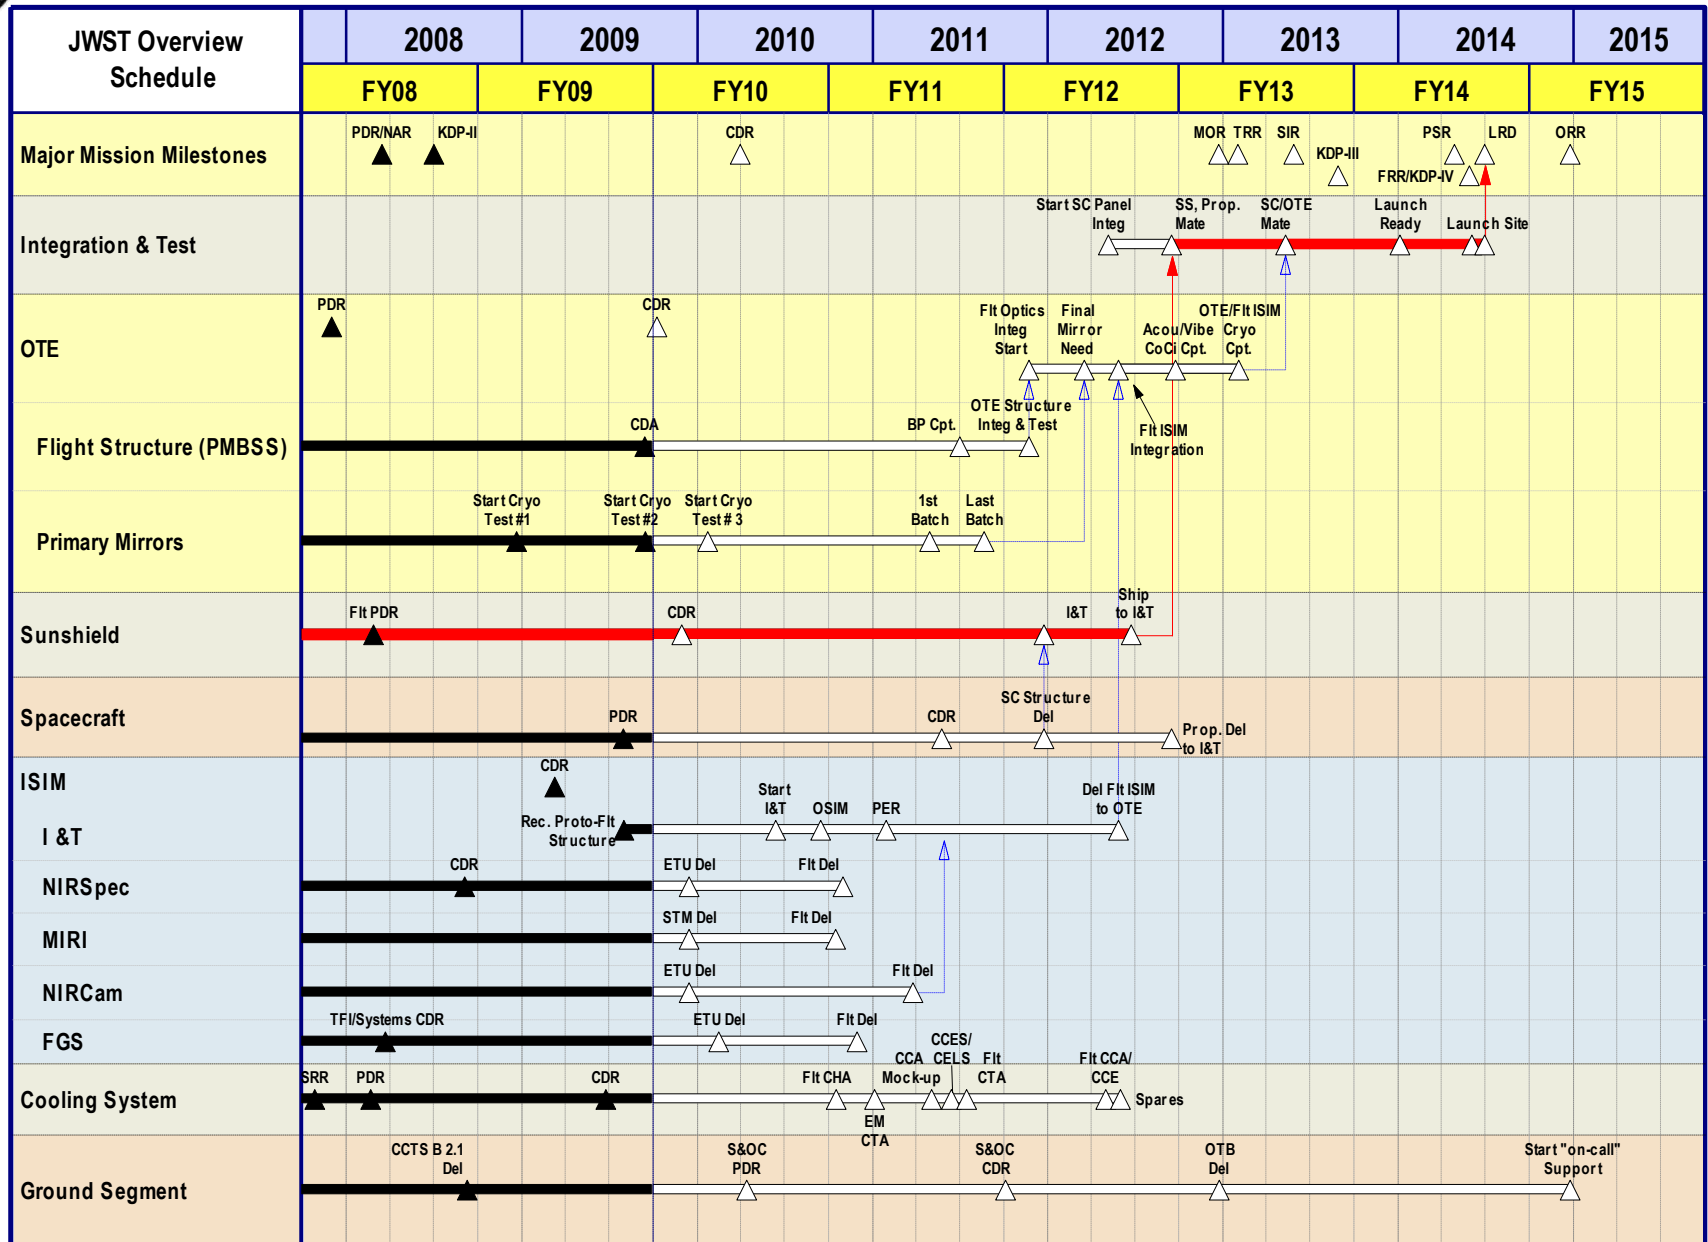 JWST Overview
Schedule
2008 2009 2010 2011 2012 2013 2014 2015
FY08 FY09 FY10 FY11 FY12 FY13 FY14 FY15
Major Mission Milestones
PDR/NAR KDP-II CDR MOR TRR SIR PSR LRD ORR
KDP-III
FRR/KDP-IV
Integration & Test
Start SC Panel
Integ
SS, Prop.
Mate
SC/OTE
Mate
Launch
Ready
Launch Site
OTE
PDR CDR
Flt Optics
Integ
Start
Final
Mirror
Need
Acou/Vibe
CoCi Cpt.
OTE/Flt ISIM
Cryo
Cpt.
Flt ISIM
Integration
Flight Structure (PMBSS)
CDA
BP Cpt.
OTE Structure
Integ & Test
Primary Mirrors
Start Cryo
Test #1
Start Cryo
Test #2
Start Cryo
Test # 3
1st
Batch
Last
Batch
Sunshield
Flt PDR
CDR
I&T
Ship
to I&T
Spacecraft
PDR
CDR
SC Structure
Del
Prop. Del
to I&T
ISIM
CDR
I &T
Rec. Proto-Flt
Structure
Start
I&T
OSIM
PER
Del Flt ISIM
to OTE
NIRSpec
CDR
ETU Del
Flt Del
MIRI
STM Del
Flt Del
NIRCam
ETU Del
Flt Del
FGS
TFI/Systems CDR
ETU Del
Flt Del
Cooling System
SRR
PDR
CDR
Flt CHA
EM
CTA
CCA
Mock-up
CCES/
CELS
Flt
CTA
Flt CCA/
CCE
Spares
Ground Segment
CCTS B 2.1
Del
S&OC
PDR
S&OC
CDR
OTB
Del
Start "on-call"
Support